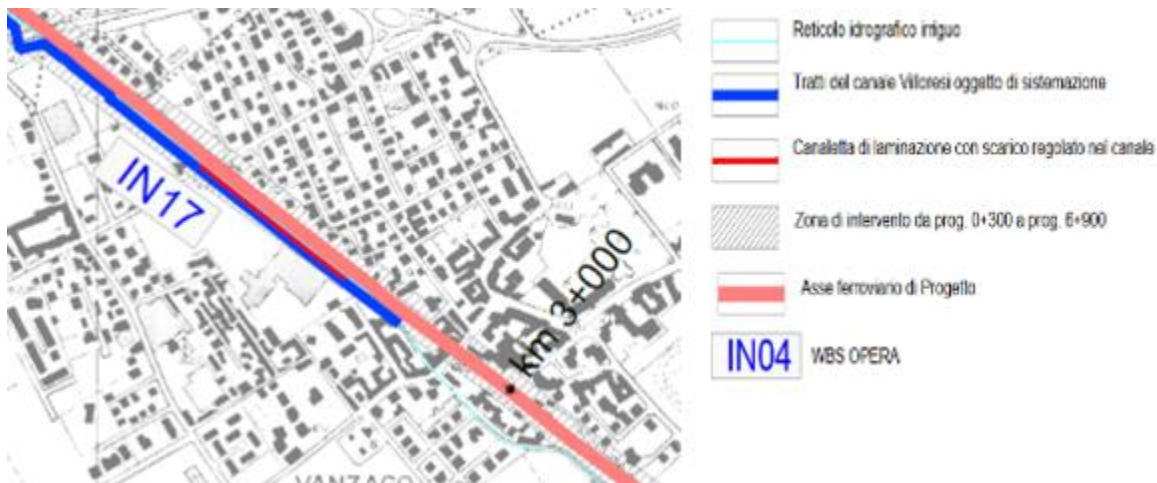 IN17
km 3+000
VANZAGO
Reticolo idrografico irriguo
Tratti del canale Villoresi oggetto di sistemazione
Canaletta di laminazione con scarico regolato nel canale
Zona di intervento da prog. 0+300 a prog. 6+900
Asse ferroviario di Progetto
IN04 WBS OPERA